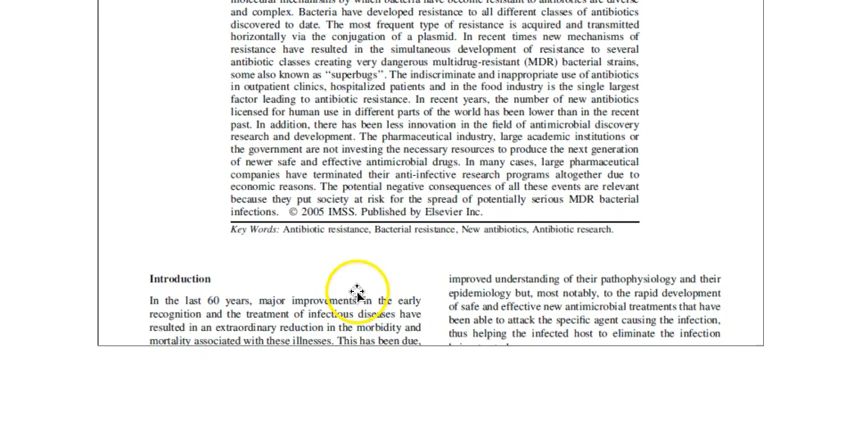 molecular mechanisms by which bacteria have become resistant to antibiotics are diverse
and complex. Bacteria have developed resistance to all different classes of antibiotics
discovered to date. The most frequent type of resistance is acquired and transmitted
horizontally via the conjugation of a plasmid. In recent times new mechanisms of
resistance have resulted in the simultaneous development of resistance to several
antibiotic classes creating very dangerous multidrug-resistant (MDR) bacterial strains,
some also known as “superbugs”. The indiscriminate and inappropriate use of antibiotics
in outpatient clinics, hospitalized patients and in the food industry is the single largest
factor leading to antibiotic resistance. In recent years, the number of new antibiotics
licensed for human use in different parts of the world has been lower than in the recent
past. In addition, there has been less innovation in the field of antimicrobial discovery
research and development. The pharmaceutical industry, large academic institutions or
the government are not investing the necessary resources to produce the next generation
of newer safe and effective antimicrobial drugs. In many cases, large pharmaceutical
companies have terminated their anti-infective research programs altogether due to
economic reasons. The potential negative consequences of all these events are relevant
because they put society at risk for the spread of potentially serious MDR bacterial
infections. © 2005 IMSS. Published by Elsevier Inc.
Key Words: Antibiotic resistance, Bacterial resistance, New antibiotics, Antibiotic research.
Introduction
In the last 60 years, major improvements in the early
recognition and the treatment of infectious diseases have
resulted in an extraordinary reduction in the morbidity and
mortality associated with these illnesses. This has been due,
improved understanding of their pathophysiology and their
epidemiology but, most notably, to the rapid development
of safe and effective new antimicrobial treatments that have
been able to attack the specific agent causing the infection,
thus helping the infected host to eliminate the infection